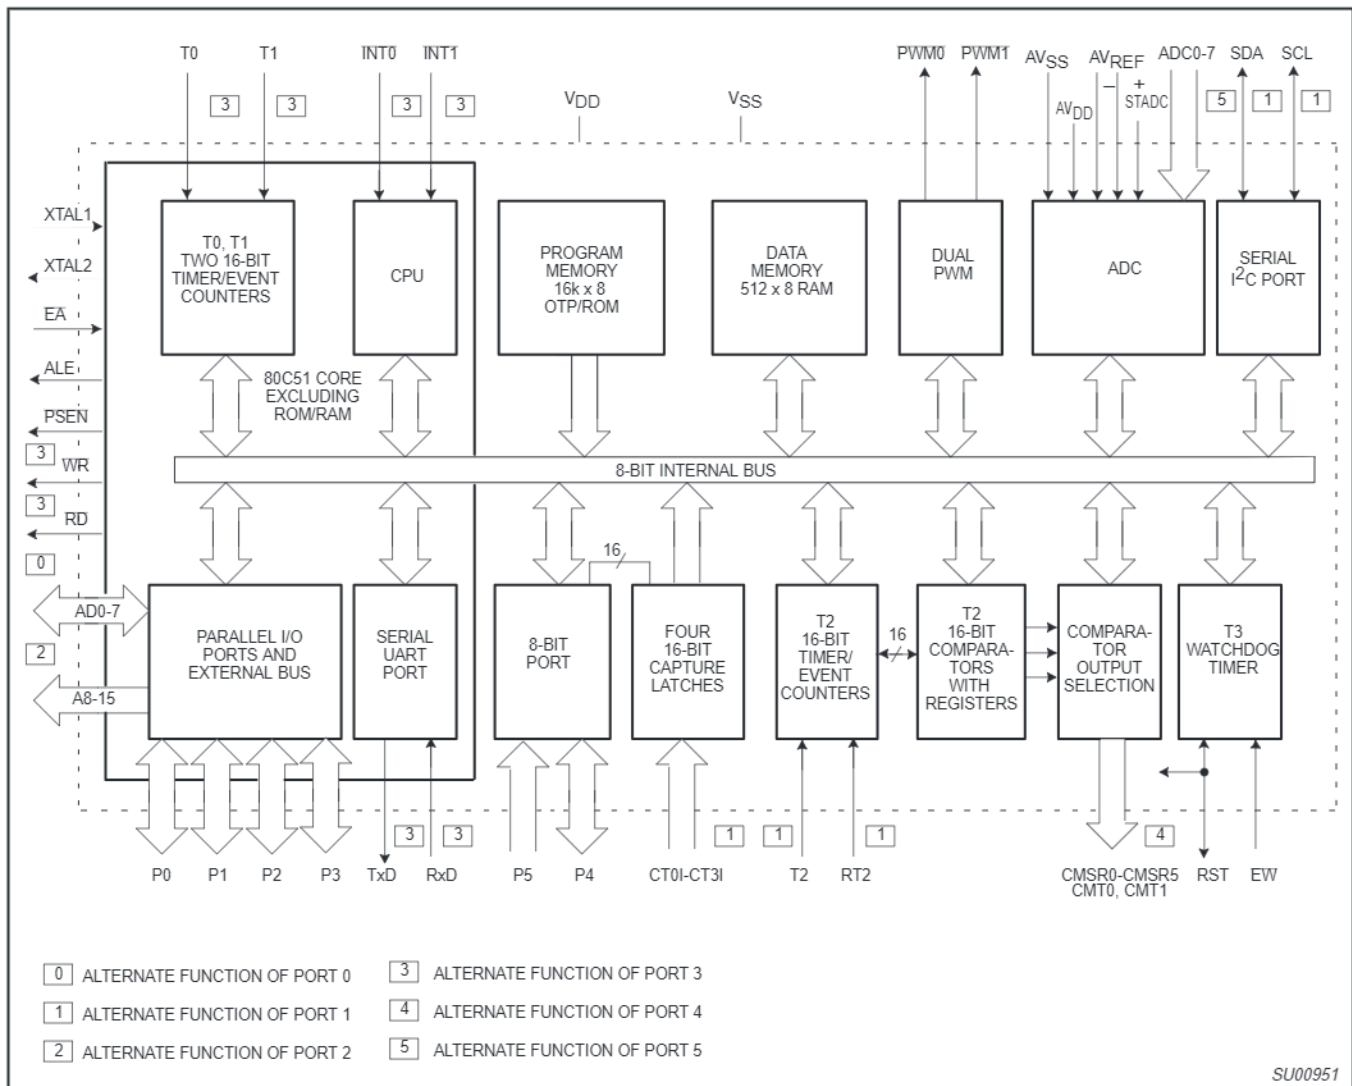 T0 T1 INT0 INT1 PWM0 PWM1 AVSS AVREF ADC0-7 SDA SCL
− +
STADC
AVDD
VDD VSS
3 3 3 3 5 1 1
XTAL1
XTAL2
EA
ALE
PSEN
3 WR
3 RD
0
AD0-7
2
A8-15
T0, T1
TWO 16-BIT
TIMER/EVENT
COUNTERS
CPU
PROGRAM
MEMORY
16k x 8
OTP/ROM
DATA
MEMORY
512 x 8 RAM
DUAL
PWM
ADC
SERIAL
I2C PORT
80C51 CORE
EXCLUDING
ROM/RAM
8-BIT INTERNAL BUS
PARALLEL I/O
PORTS AND
EXTERNAL BUS
SERIAL
UART
PORT
8-BIT
PORT
16
FOUR
16-BIT
CAPTURE
LATCHES
T2
16-BIT
TIMER/
EVENT
COUNTERS
16
T2
16-BIT
COMPARA-
TORS
WITH
REGISTERS
COMPARA-
TOR
OUTPUT
SELECTION
T3
WATCHDOG
TIMER
3 3 1 1 1 4
P0 P1 P2 P3 TxD RxD P5 P4 CT0I-CT3I T2 RT2 CMSR0-CMSR5 RST EW
CMT0, CMT1
0 ALTERNATE FUNCTION OF PORT 0
1 ALTERNATE FUNCTION OF PORT 1
2 ALTERNATE FUNCTION OF PORT 2
3 ALTERNATE FUNCTION OF PORT 3
4 ALTERNATE FUNCTION OF PORT 4
5 ALTERNATE FUNCTION OF PORT 5
SU00951